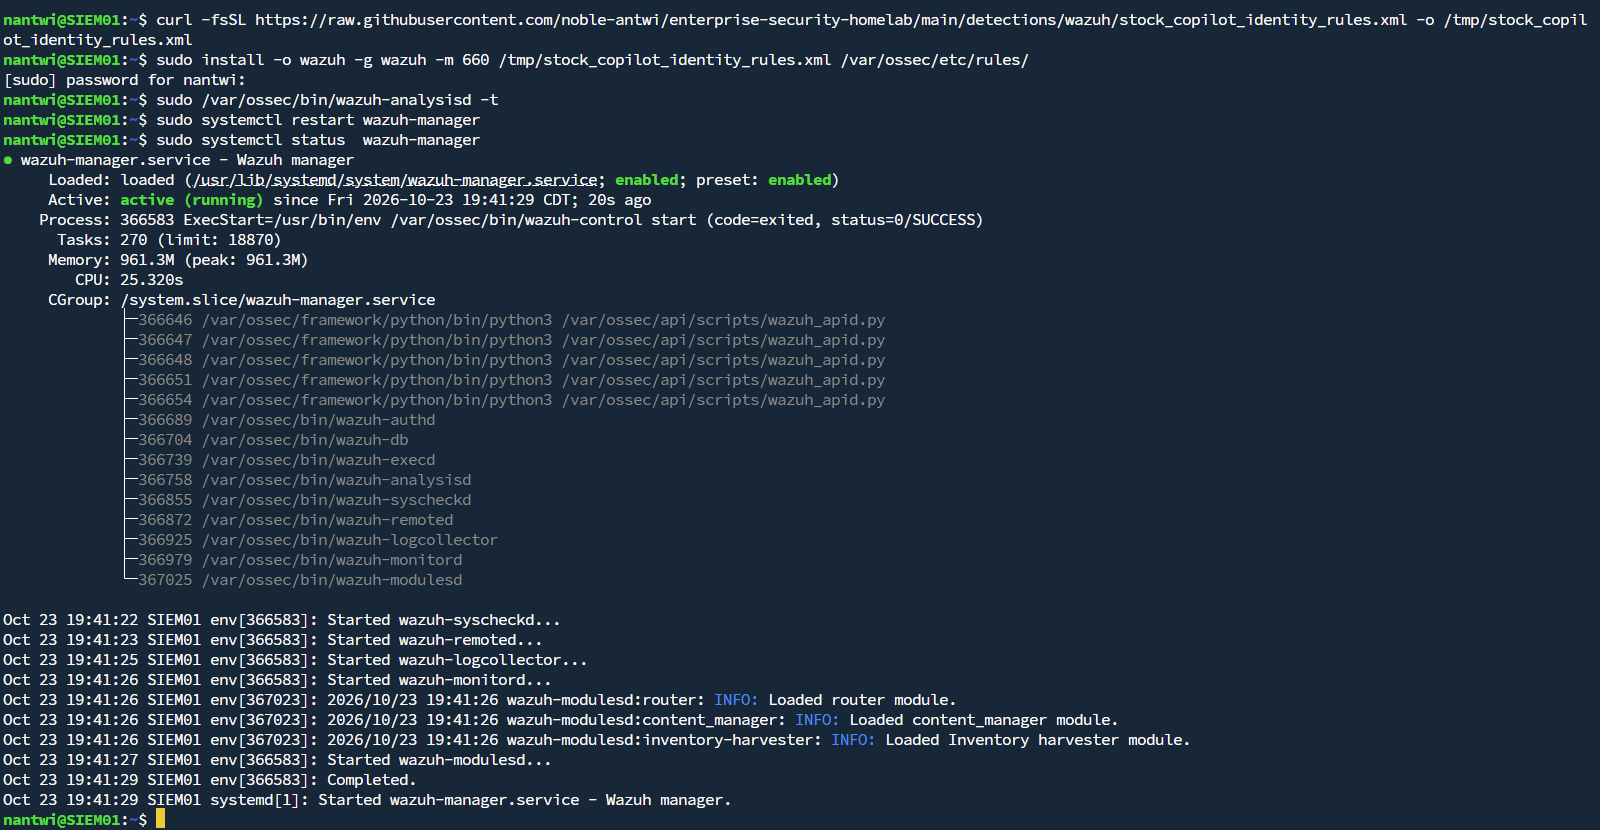 nantwi@SIEM01:~$ curl -fsSL https://raw.githubusercontent.com/noble-antwi/enterprise-security-homelab/main/detections/wazuh/stock_copilot_identity_rules.xml -o /tmp/stock_copil
ot_identity_rules.xml
nantwi@SIEM01:~$ sudo install -o wazuh -g wazuh -m 660 /tmp/stock_copilot_identity_rules.xml /var/ossec/etc/rules/
[sudo] password for nantwi:
nantwi@SIEM01:~$ sudo /var/ossec/bin/wazuh-analysisd -t
nantwi@SIEM01:~$ sudo systemctl restart wazuh-manager
nantwi@SIEM01:~$ sudo systemctl status  wazuh-manager
● wazuh-manager.service - Wazuh manager
     Loaded: loaded (/usr/lib/systemd/system/wazuh-manager.service; enabled; preset: enabled)
     Active: active (running) since Fri 2026-10-23 19:41:29 CDT; 20s ago
    Process: 366583 ExecStart=/usr/bin/env /var/ossec/bin/wazuh-control start (code=exited, status=0/SUCCESS)
      Tasks: 270 (limit: 18870)
     Memory: 961.3M (peak: 961.3M)
        CPU: 25.320s
     CGroup: /system.slice/wazuh-manager.service
             ├─366646 /var/ossec/framework/python/bin/python3 /var/ossec/api/scripts/wazuh_apid.py
             ├─366647 /var/ossec/framework/python/bin/python3 /var/ossec/api/scripts/wazuh_apid.py
             ├─366648 /var/ossec/framework/python/bin/python3 /var/ossec/api/scripts/wazuh_apid.py
             ├─366651 /var/ossec/framework/python/bin/python3 /var/ossec/api/scripts/wazuh_apid.py
             ├─366654 /var/ossec/framework/python/bin/python3 /var/ossec/api/scripts/wazuh_apid.py
             ├─366689 /var/ossec/bin/wazuh-authd
             ├─366704 /var/ossec/bin/wazuh-db
             ├─366739 /var/ossec/bin/wazuh-execd
             ├─366758 /var/ossec/bin/wazuh-analysisd
             ├─366855 /var/ossec/bin/wazuh-syscheckd
             ├─366872 /var/ossec/bin/wazuh-remoted
             ├─366925 /var/ossec/bin/wazuh-logcollector
             ├─366979 /var/ossec/bin/wazuh-monitord
             └─367025 /var/ossec/bin/wazuh-modulesd
Oct 23 19:41:22 SIEM01 env[366583]: Started wazuh-syscheckd...
Oct 23 19:41:23 SIEM01 env[366583]: Started wazuh-remoted...
Oct 23 19:41:25 SIEM01 env[366583]: Started wazuh-logcollector...
Oct 23 19:41:26 SIEM01 env[366583]: Started wazuh-monitord...
Oct 23 19:41:26 SIEM01 env[367023]: 2026/10/23 19:41:26 wazuh-modulesd:router: INFO: Loaded router module.
Oct 23 19:41:26 SIEM01 env[367023]: 2026/10/23 19:41:26 wazuh-modulesd:content_manager: INFO: Loaded content_manager module.
Oct 23 19:41:26 SIEM01 env[367023]: 2026/10/23 19:41:26 wazuh-modulesd:inventory-harvester: INFO: Loaded Inventory harvester module.
Oct 23 19:41:27 SIEM01 env[366583]: Started wazuh-modulesd...
Oct 23 19:41:29 SIEM01 env[366583]: Completed.
Oct 23 19:41:29 SIEM01 systemd[1]: Started wazuh-manager.service - Wazuh manager.
nantwi@SIEM01:~$